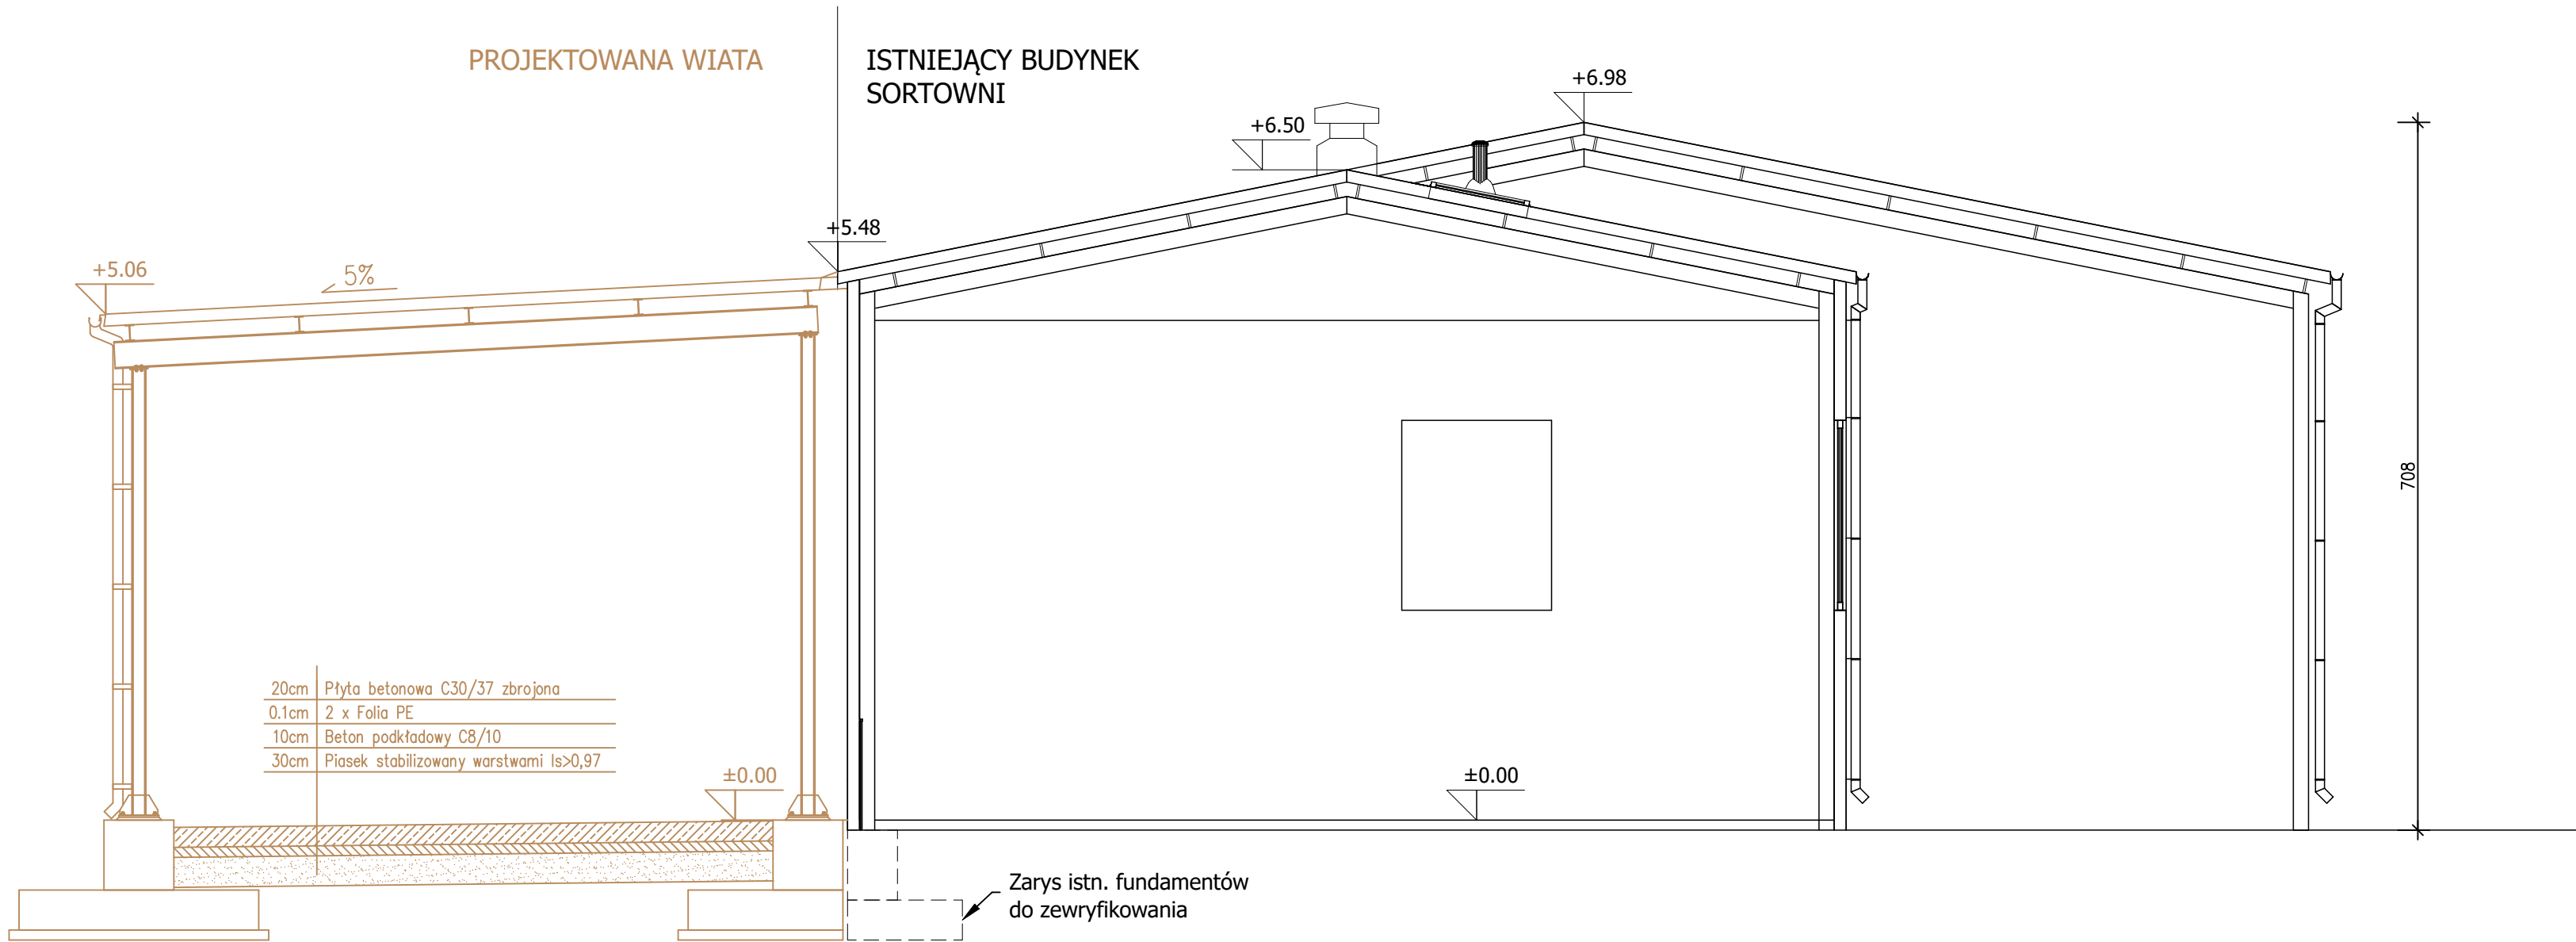 PROJEKTOWANA WIATA
ISTNIEJĄCY BUDYNEK
SORTOWNI
+6.98
+6.50
+5.48
+5.06
5%
708
20cm Płyta betonowa C30/37 zbrojona
0.1cm 2 x Folia PE
10cm Beton podkładowy C8/10
30cm Piasek stabilizowany warstwami Is>0,97
±0.00
±0.00
Zarys istn. fundamentów
do zewryfikowania